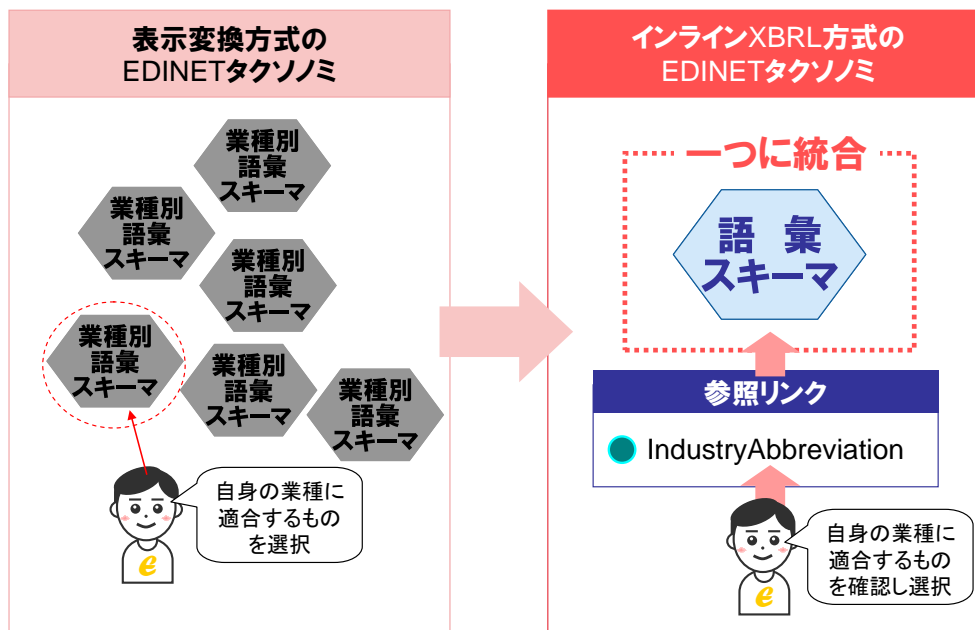 表示変換方式の
EDINETタクソノミ
業種別
語彙
スキーマ
業種別
語彙
スキーマ
業種別
語彙
スキーマ
業種別
語彙
スキーマ
業種別
語彙
スキーマ
業種別
語彙
スキーマ
自身の業種に
適合するもの
を選択
e
インラインXBRL方式の
EDINETタクソノミ
一つに統合
語 彙
スキーマ
参照リンク
IndustryAbbreviation
自身の業種に
適合するもの
を確認し選択
e